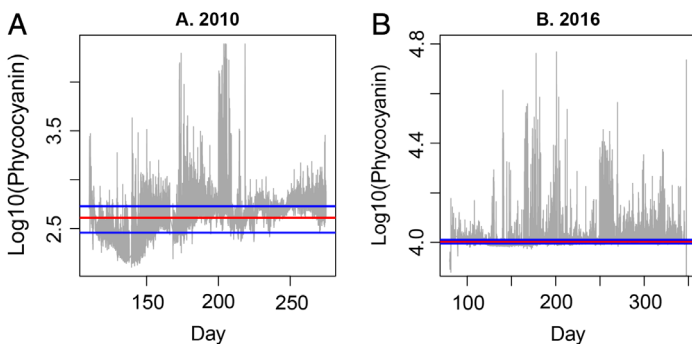 A
A. 2010
Log10(Phycocyanin)
3.5
2.5
150
200
250
Day
B
B. 2016
Log10(Phycocyanin)
4.8
4.4
4.0
100
200
300
Day